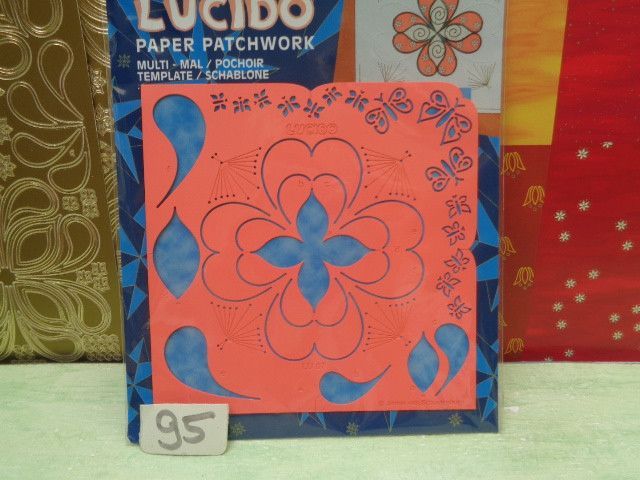 LUCIDO
PAPER PATCHWORK
MULTI - MAL / POCHOIR
TEMPLATE / SCHABLONE
LUCIDO
95